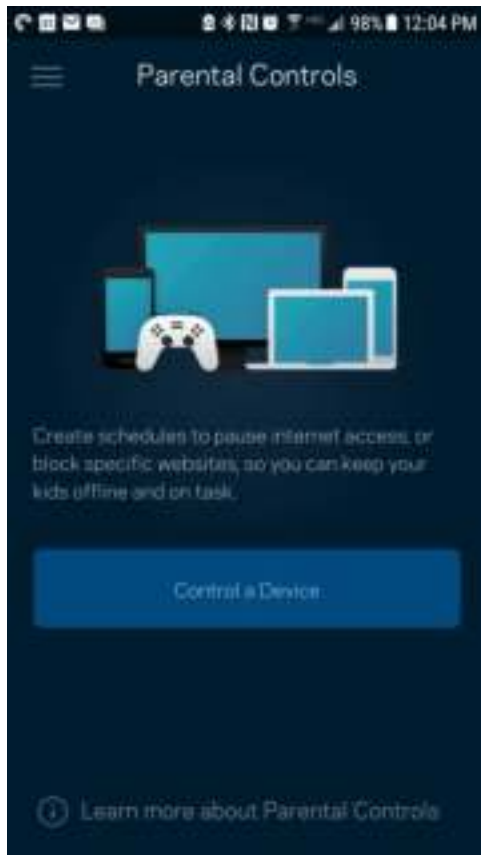 98% 12:04 PM
Parental Controls
Create schedules to pause internet access, or
block specific websites, so you can keep your
kids offline and on task.
Control a Device
Learn more about Parental Controls